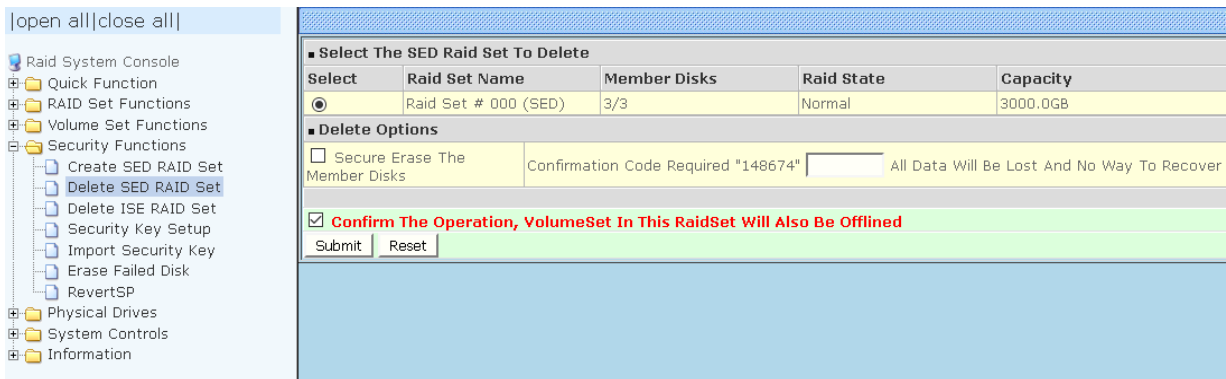 |open all|close all|
Raid System Console
Quick Function
RAID Set Functions
Volume Set Functions
Security Functions
Create SED RAID Set
Delete SED RAID Set
Delete ISE RAID Set
Security Key Setup
Import Security Key
Erase Failed Disk
RevertSP
Physical Drives
System Controls
Information
Select The SED Raid Set To Delete
Select Raid Set Name Member Disks Raid State Capacity
Raid Set # 000 (SED) 3/3 Normal 3000.0GB
Delete Options
Secure Erase The
Member Disks
Confirmation Code Required "148674" All Data Will Be Lost And No Way To Recover
Confirm The Operation, VolumeSet In This RaidSet Will Also Be Offlined
Submit Reset